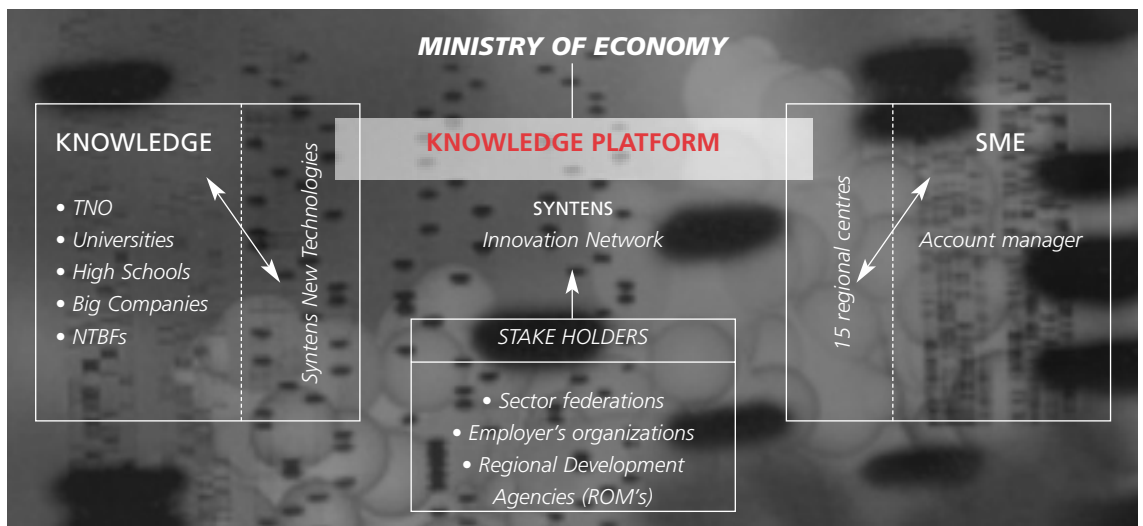 MINISTRY OF ECONOMY
KNOWLEDGE
• TNO
• Universities
• High Schools
• Big Companies
• NTBFs
Syntens New Technologies
KNOWLEDGE PLATFORM
SYNTENS
Innovation Network
STAKE HOLDERS
• Sector federations
• Employer's organizations
• Regional Development
Agencies (ROM's)
15 regional centres
SME
Account manager